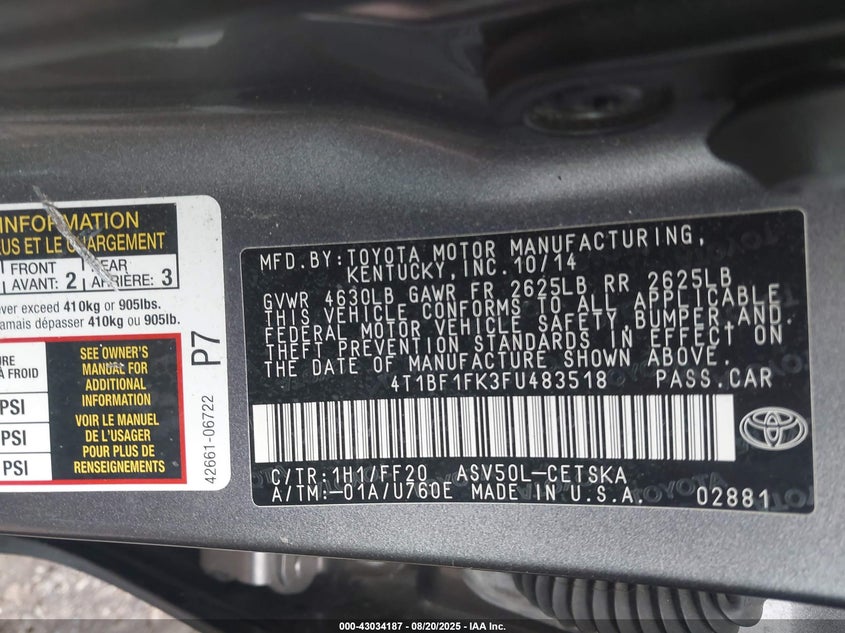 INFORMATION
US ET LE CHARGEMENT
FRONT
AVANT: 2
REAR
ARRIÈRE: 3
ever exceed 410kg or 905lbs.
amais dépasser 410kg ou 905lb.
À FROID
PSI
PSI
PSI
SEE OWNER'S
MANUAL FOR
ADDITIONAL
INFORMATION
VOIR LE MANUEL
DE L'USAGER
POUR PLUS DE
RENSEIGNEMENTS
P7
42661-06722
MFD.BY:TOYOTA MOTOR MANUFACTURING,
KENTUCKY,INC.10/14
GVWR 4630LB GAWR FR 2625LB RR 2625LB
THIS VEHICLE CONFORMS TO ALL APPLICABLE
FEDERAL MOTOR VEHICLE SAFETY,BUMPER,AND
THEFT PREVENTION STANDARDS IN EFFECT ON
THE DATE OF MANUFACTURE SHOWN ABOVE.
4T1BF1FK3FU483518 PASS.CAR
C/TR:1H1/FF20 ASV50L-CETSKA
A/TM:-01A/U760E MADE IN U.S.A.
02881
TOYOTA
000-43034187 - 08/20/2025 - IAA Inc.